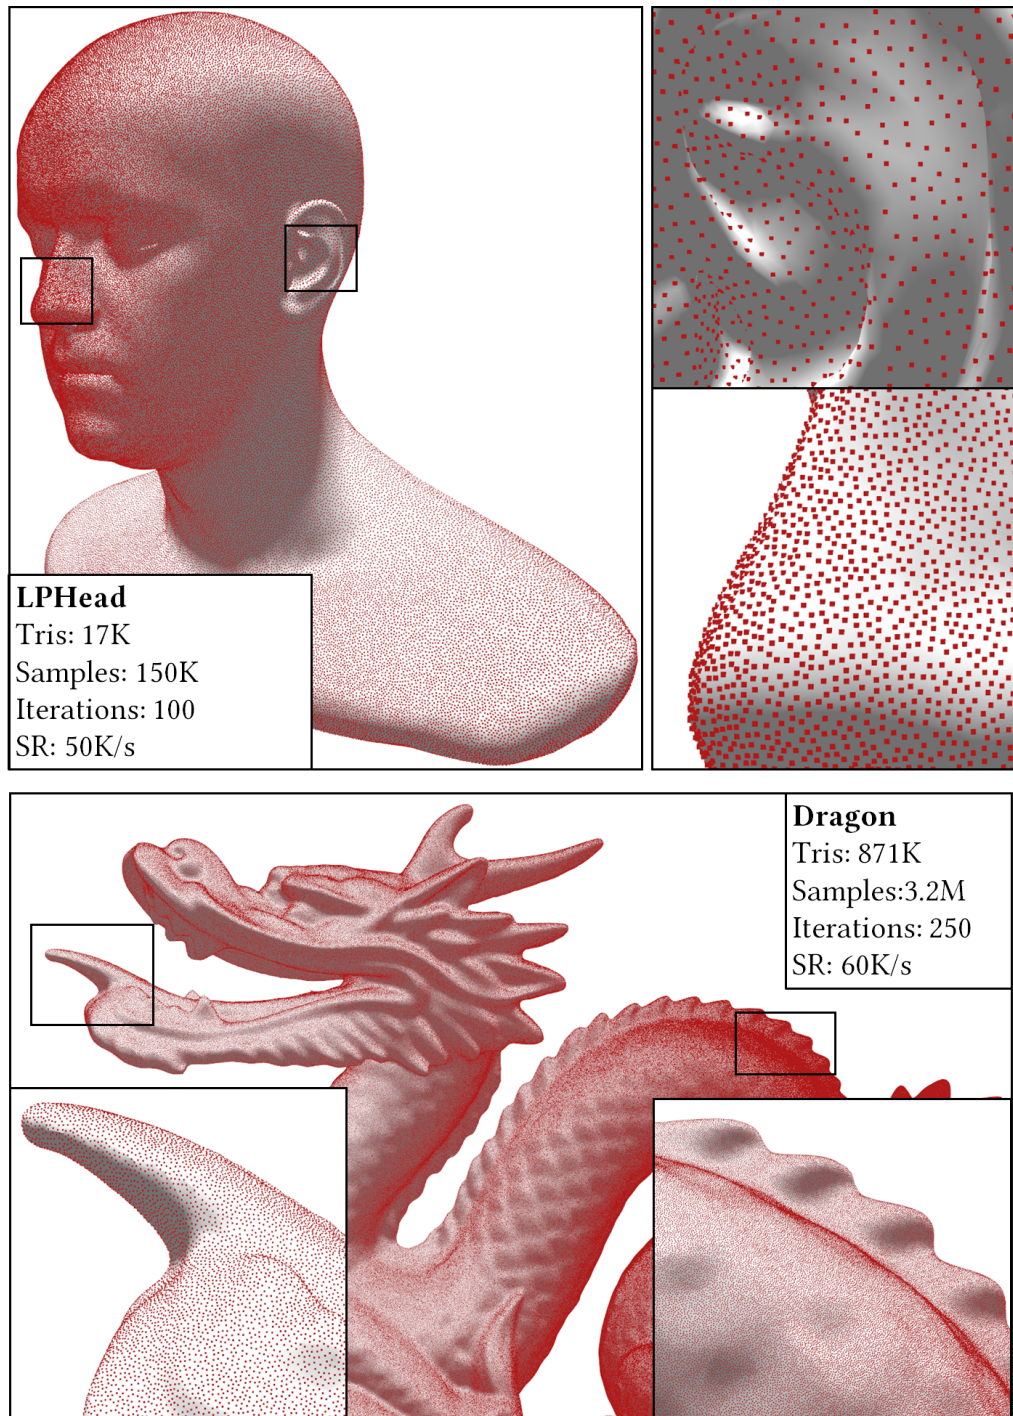 LPHead
Tris: 17K
Samples: 150K
Iterations: 100
SR: 50K/s
Dragon
Tris: 871K
Samples:3.2M
Iterations: 250
SR: 60K/s